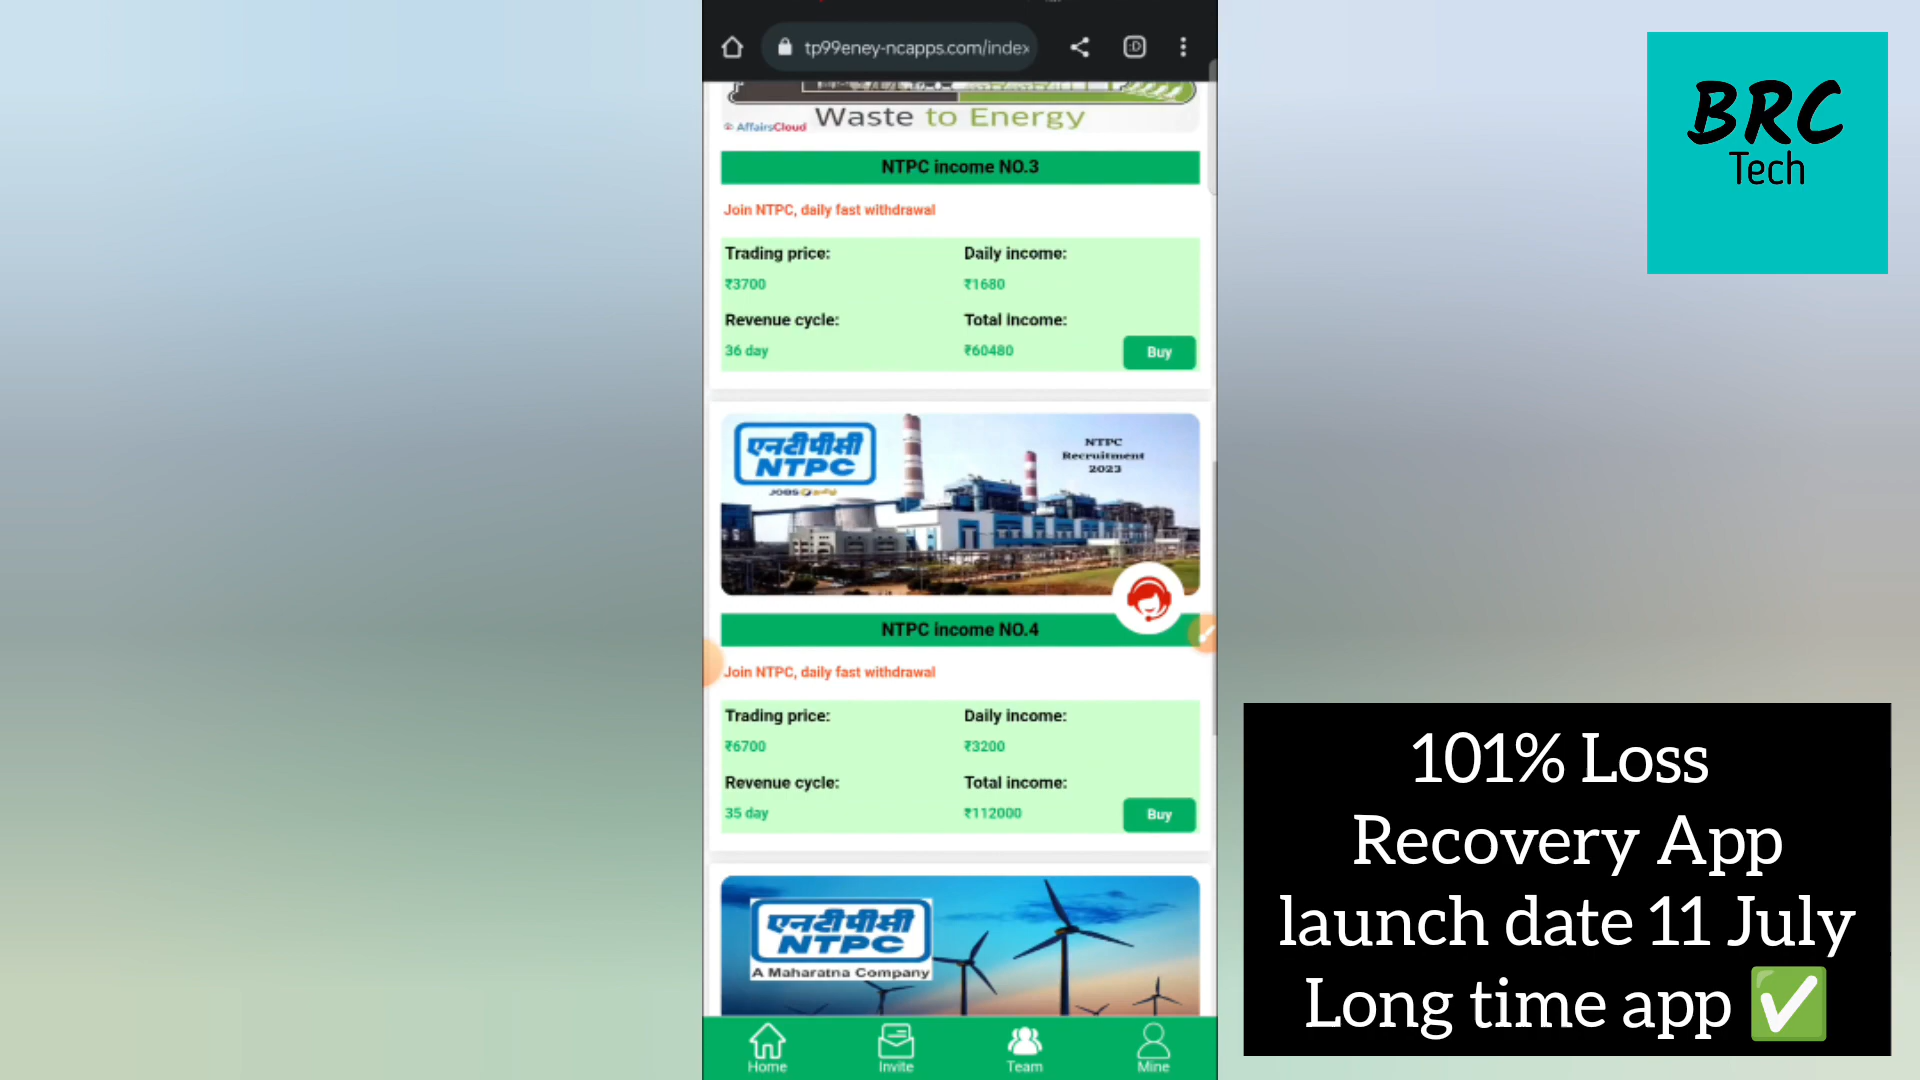 tp99eney-ncapps.com/index
:D
Waste to Energy
AffairsCloud
NTPC income NO.3
Join NTPC, daily fast withdrawal
Trading price: Daily income:
₹3700 ₹1680
Revenue cycle: Total income:
36 day ₹60480
Buy
एनटीपीसी
NTPC
JOBS தமிழ்
NTPC
Recruitment
2023
NTPC income NO.4
Join NTPC, daily fast withdrawal
Trading price: Daily income:
₹6700 ₹3200
Revenue cycle: Total income:
35 day ₹112000
Buy
एनटीपीसी
NTPC
A Maharatna Company
Home Invite Team Mine
BRC
Tech
101% Loss
Recovery App
launch date 11 July
Long time app ✅